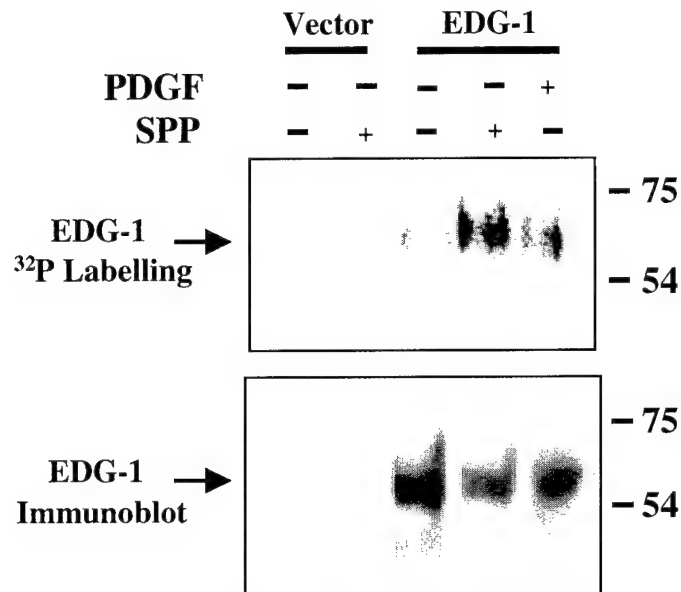 Vector EDG-1
PDGF − − − − +
SPP − + − + −
EDG-1
³²P Labelling
− 75
− 54
EDG-1
Immunoblot
− 75
− 54